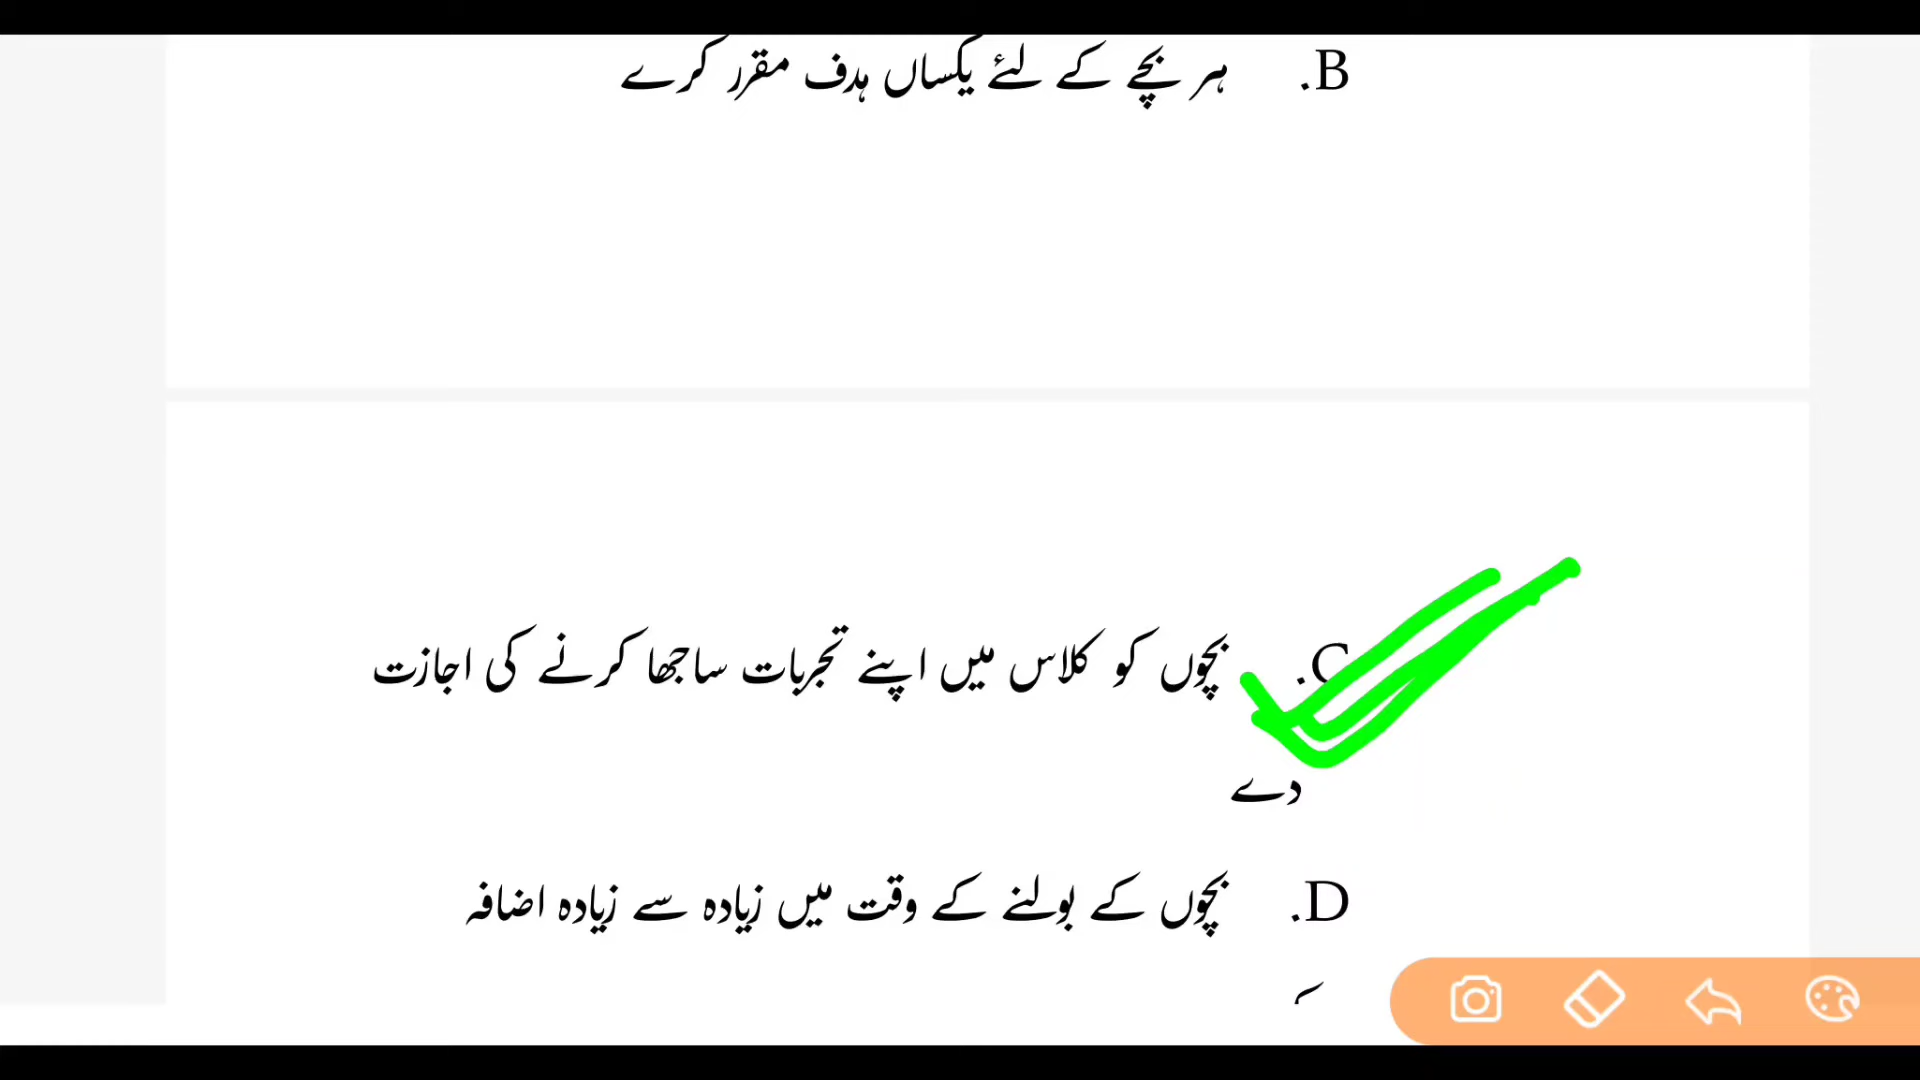 B. ہر بچے کے لئے یکساں ہدف مقرر کرے
C. بچوں کو کلاس میں اپنے تجربات ساجھا کرنے کی اجازت
دے
D. بچوں کے بولنے کے وقت میں زیادہ سے زیادہ اضافہ